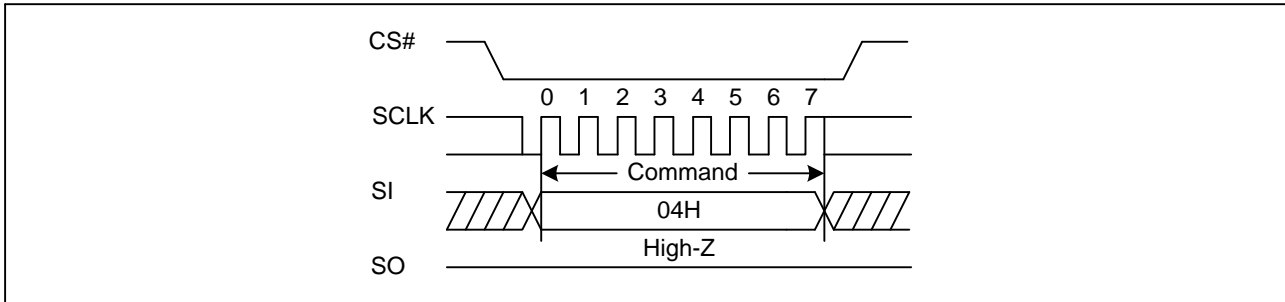 CS#
0 1 2 3 4 5 6 7
SCLK
Command
SI
04H
High-Z
SO